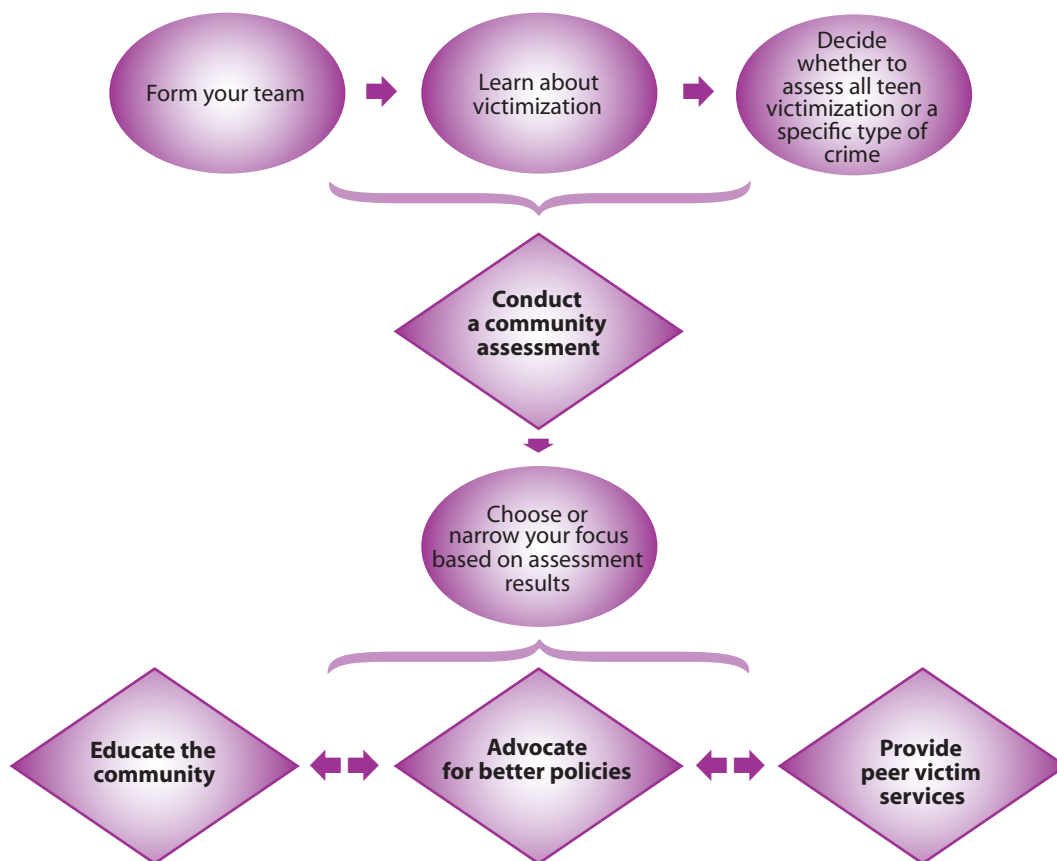 Form your team
Learn about
victimization
Decide
whether to
assess all teen
victimization or a
specific type of
crime
Conduct
a community
assessment
Choose or
narrow your focus
based on assessment
results
Educate the
community
Advocate
for better policies
Provide
peer victim
services